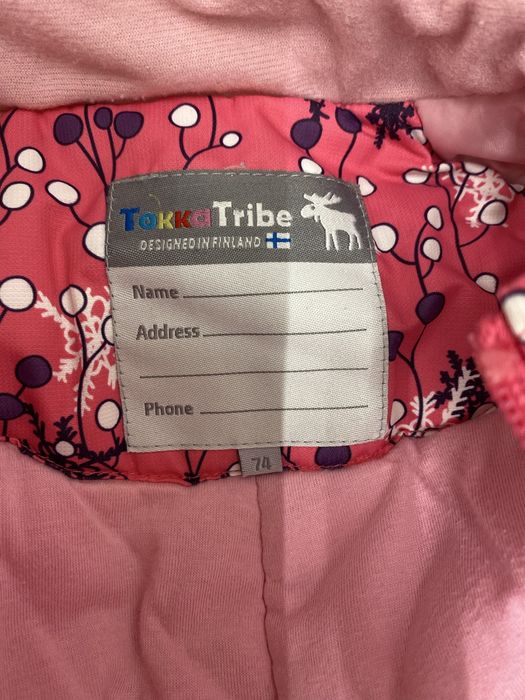 TokkaTribe
DESIGNED IN FINLAND
Name
Address
Phone
74